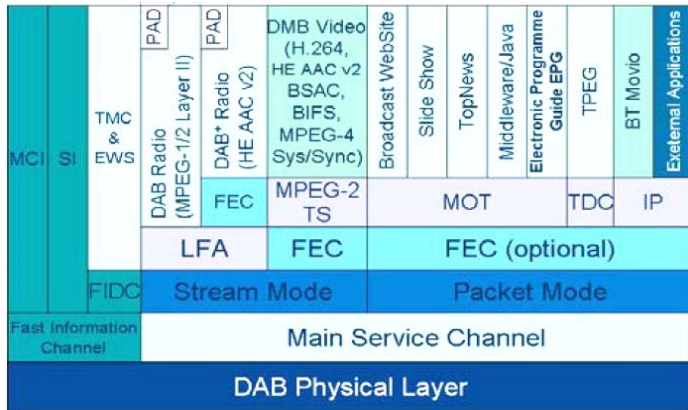 MCI
SI
TMC
&
EWS
PAD
DAB Radio
(MPEG-1/2 Layer II)
PAD
DAB+ Radio
(HE AAC v2)
DMB Video
(H.264,
HE AAC v2
BSAC,
BIFS,
MPEG-4
Sys/Sync)
Broadcast WebSite
Slide Show
TopNews
Middleware/Java
Electronic Programme
Guide EPG
TPEG
BT Movio
Exeternal Applications
FEC
MPEG-2
TS
MOT
TDC
IP
LFA
FEC
FEC (optional)
FIDC
Stream Mode
Packet Mode
Fast Information
Channel
Main Service Channel
DAB Physical Layer